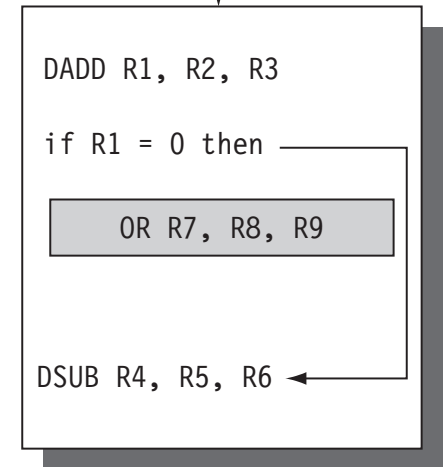 DADD R1, R2, R3
if R1 = 0 then
OR R7, R8, R9
DSUB R4, R5, R6